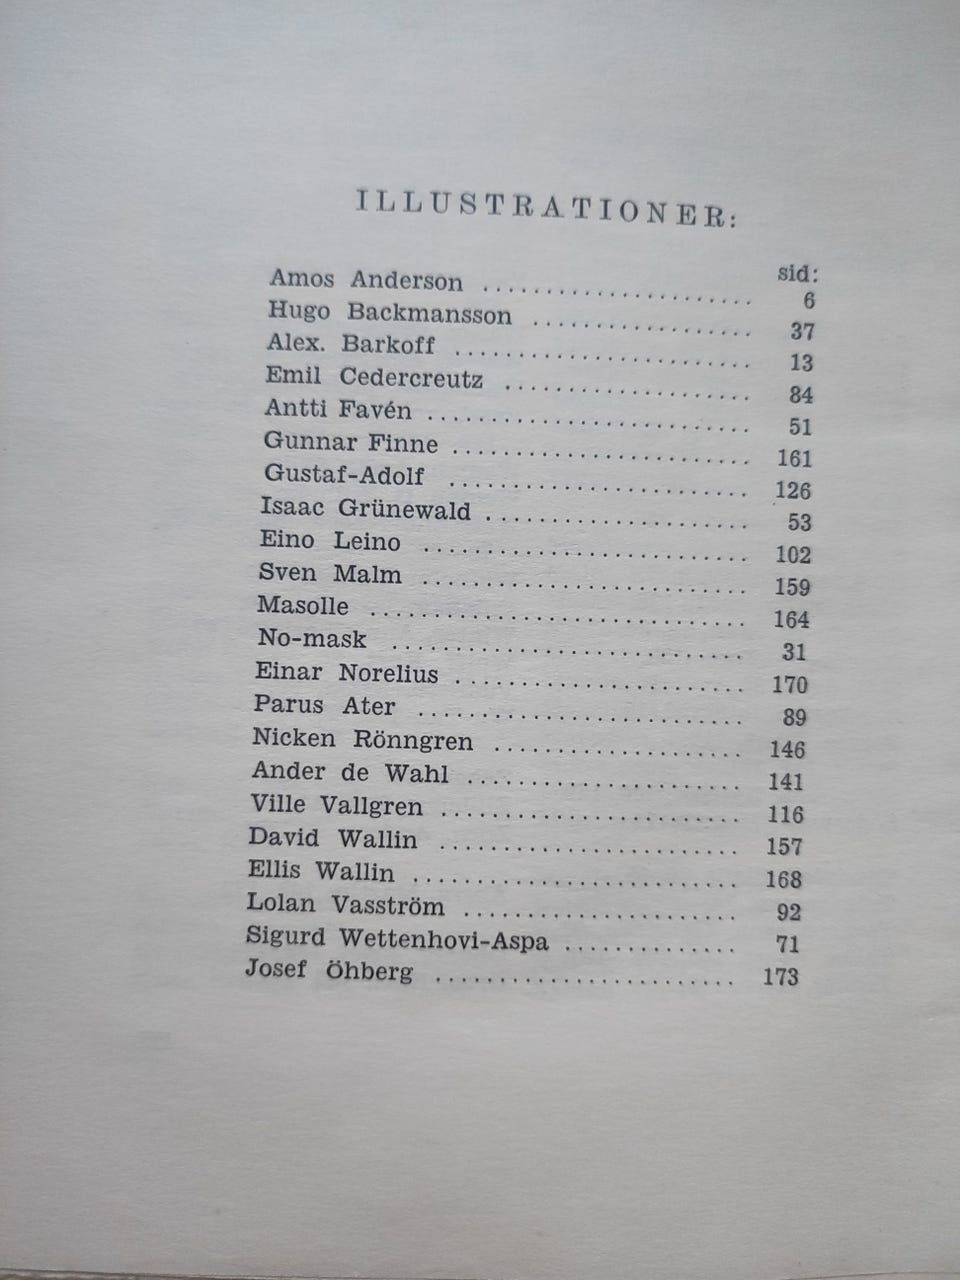 ILLUSTRATIONER:
sid:
Amos Anderson ........................ 6
Hugo Backmansson .................. 37
Alex. Barkoff ........................ 13
Emil Cedercreutz .................... 84
Antti Favén .......................... 51
Gunnar Finne ........................ 161
Gustaf-Adolf ........................ 126
Isaac Grünewald ..................... 53
Eino Leino .......................... 102
Sven Malm .......................... 159
Masolle .............................. 164
No-mask ............................ 31
Einar Norelius ....................... 170
Parus Ater .......................... 89
Nicken Rönngren .................... 146
Ander de Wahl ...................... 141
Ville Vallgren ........................ 116
David Wallin ........................ 157
Ellis Wallin .......................... 168
Lolan Vasström ...................... 92
Sigurd Wettenhovi-Aspa .............. 71
Josef Öhberg ........................ 173